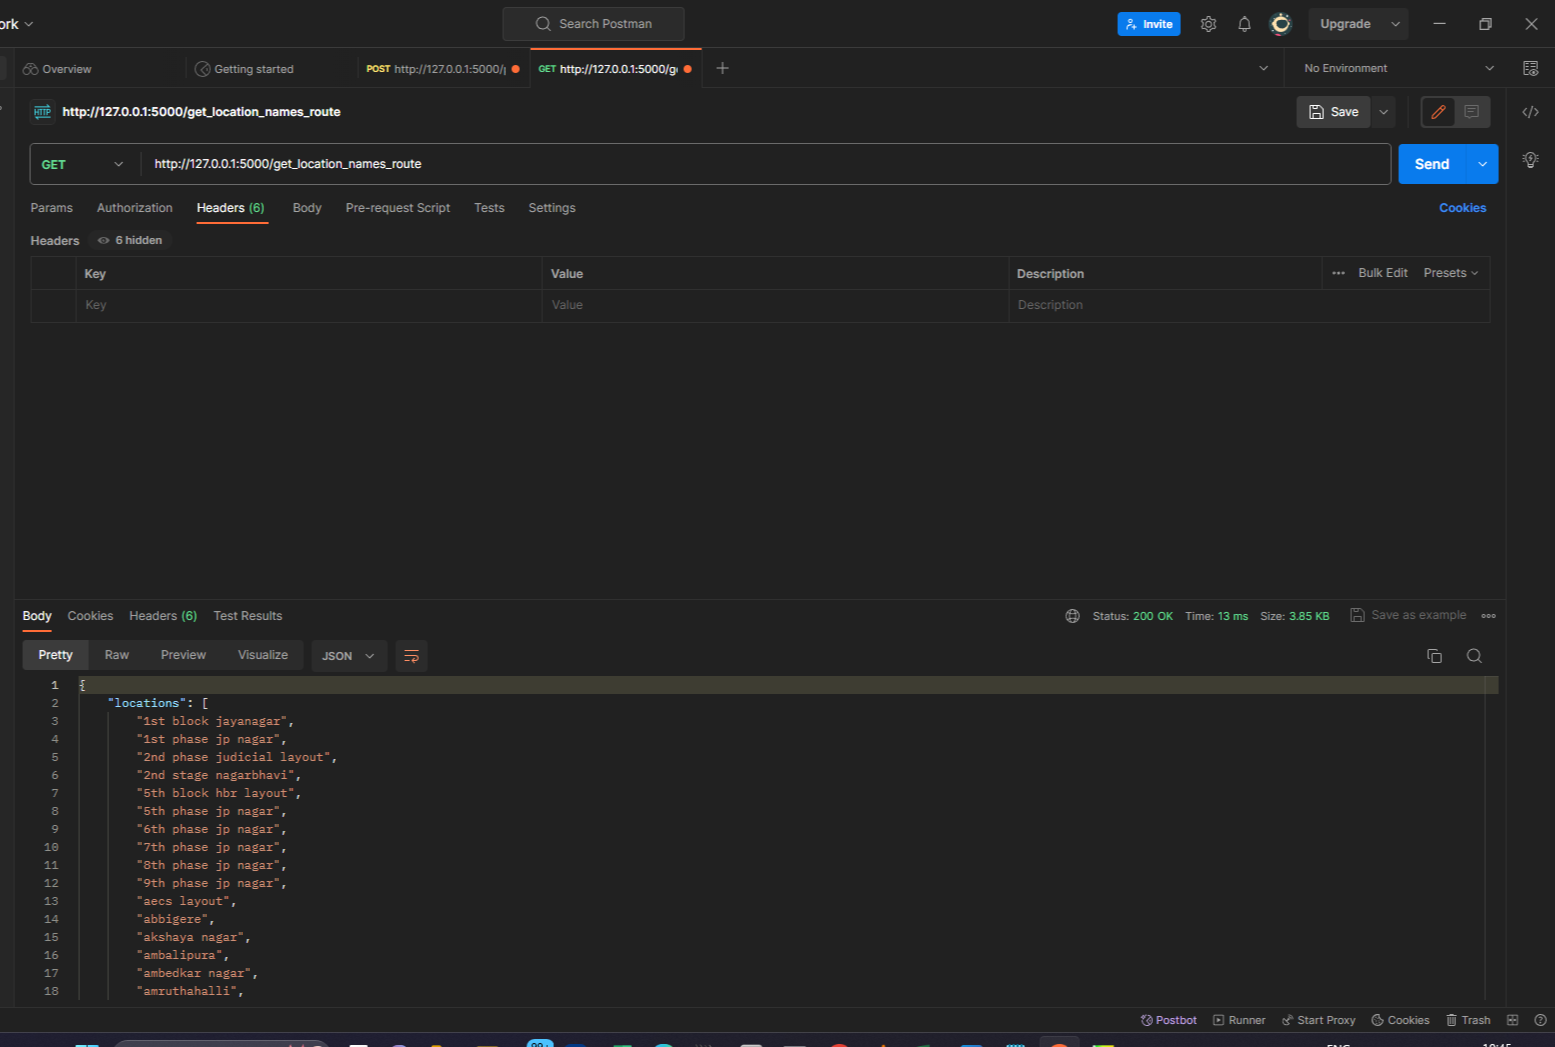 ork
Search Postman
Invite
Upgrade
Overview
Getting started
POST http://127.0.0.1:5000/
GET http://127.0.0.1:5000/g
No Environment
HTTP http://127.0.0.1:5000/get_location_names_route
Save
GET
http://127.0.0.1:5000/get_location_names_route
Send
Params
Authorization
Headers (6)
Body
Pre-request Script
Tests
Settings
Cookies
Headers
6 hidden
Key Value Description ••• Bulk Edit Presets
Key Value Description
Body Cookies Headers (6) Test Results
Status: 200 OK Time: 13 ms Size: 3.85 KB
Save as example
Pretty Raw Preview Visualize JSON
1 {
2 "locations": [
3 "1st block jayanagar",
4 "1st phase jp nagar",
5 "2nd phase judicial layout",
6 "2nd stage nagarbhavi",
7 "5th block hbr layout",
8 "5th phase jp nagar",
9 "6th phase jp nagar",
10 "7th phase jp nagar",
11 "8th phase jp nagar",
12 "9th phase jp nagar",
13 "aecs layout",
14 "abbigere",
15 "akshaya nagar",
16 "ambalipura",
17 "ambedkar nagar",
18 "amruthahalli",
Postbot Runner Start Proxy Cookies Trash